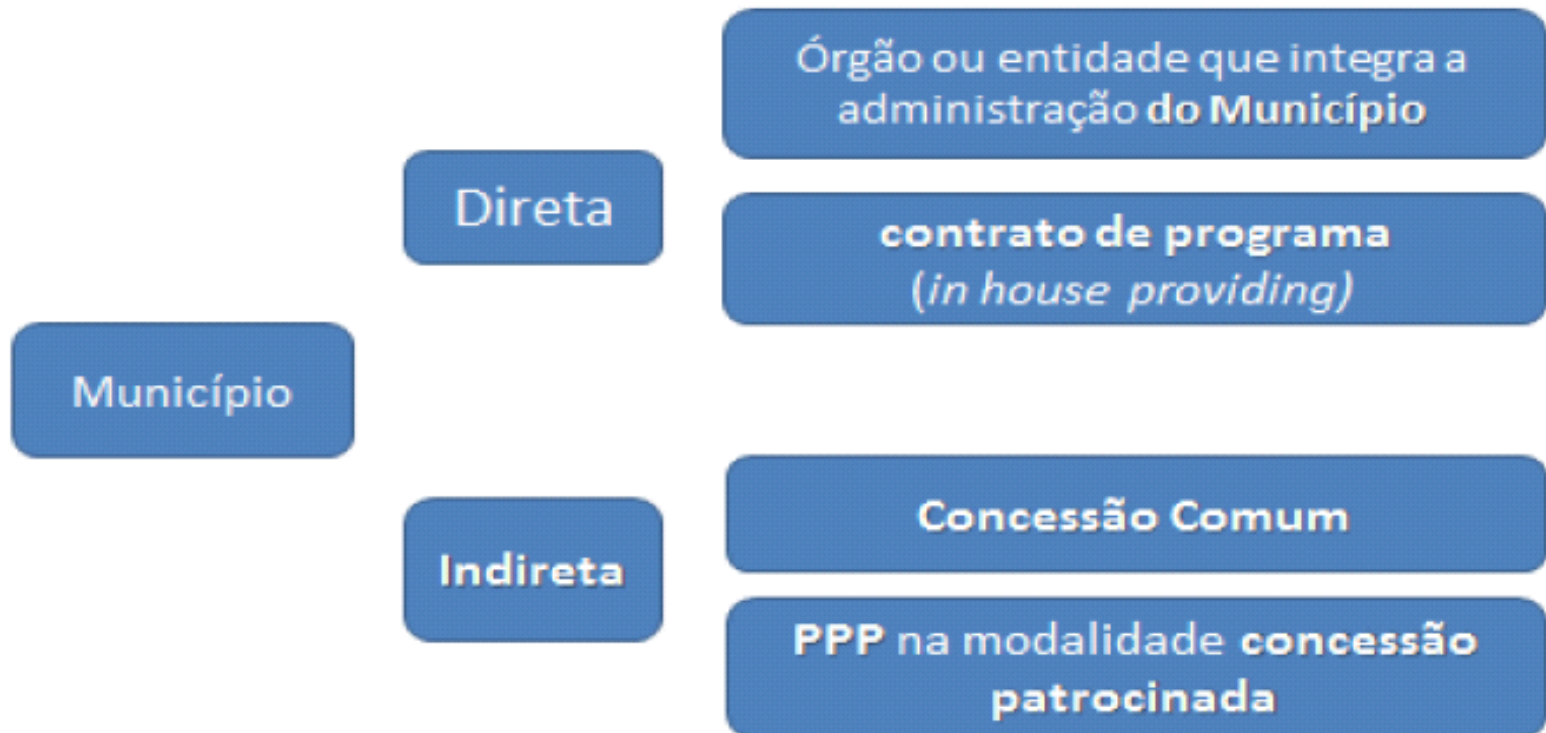 Órgão ou entidade que integra a
administração do Município
Direta
contrato de programa
(in house providing)
Município
Concessão Comum
Indireta
PPP na modalidade concessão
patrocinada